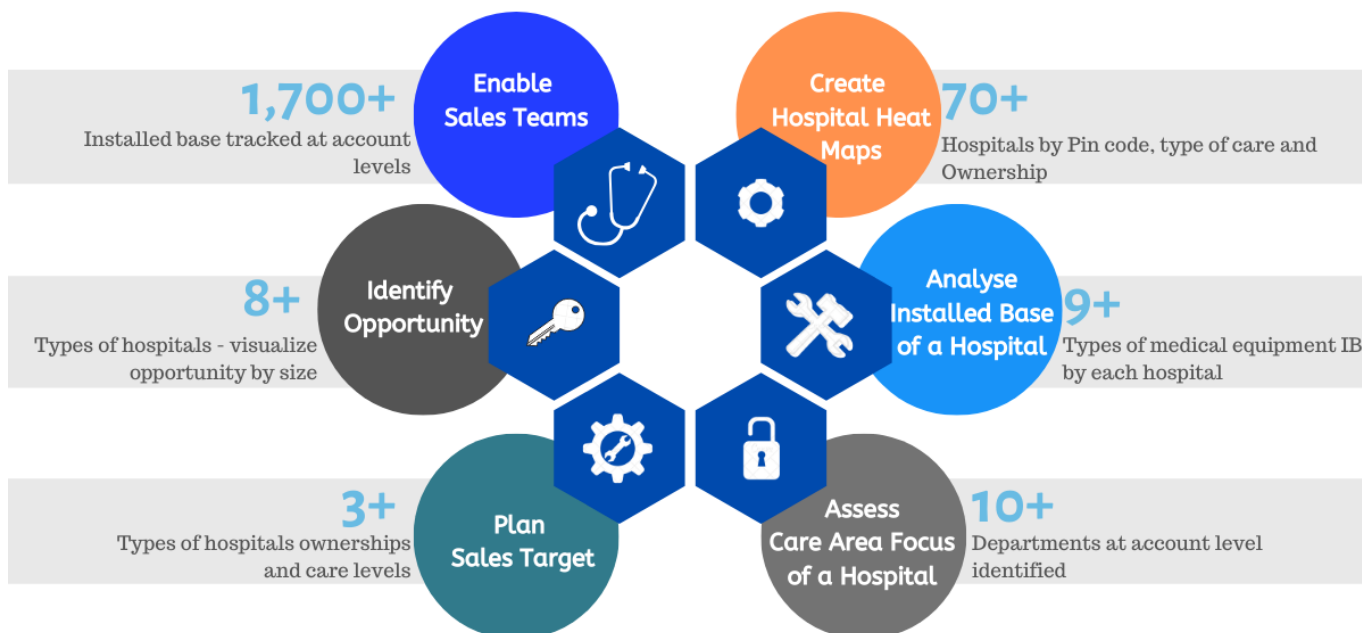 Enable
Sales Teams
1,700+
Installed base tracked at account
levels
Create
Hospital Heat
Maps
70+
Hospitals by Pin code, type of care and
Ownership
Identify
Opportunity
8+
Types of hospitals - visualize
opportunity by size
Analyse
Installed Base
of a Hospital
9+
Types of medical equipment IB
by each hospital
Plan
Sales Target
3+
Types of hospitals ownerships
and care levels
Assess
Care Area Focus
of a Hospital
10+
Departments at account level
identified